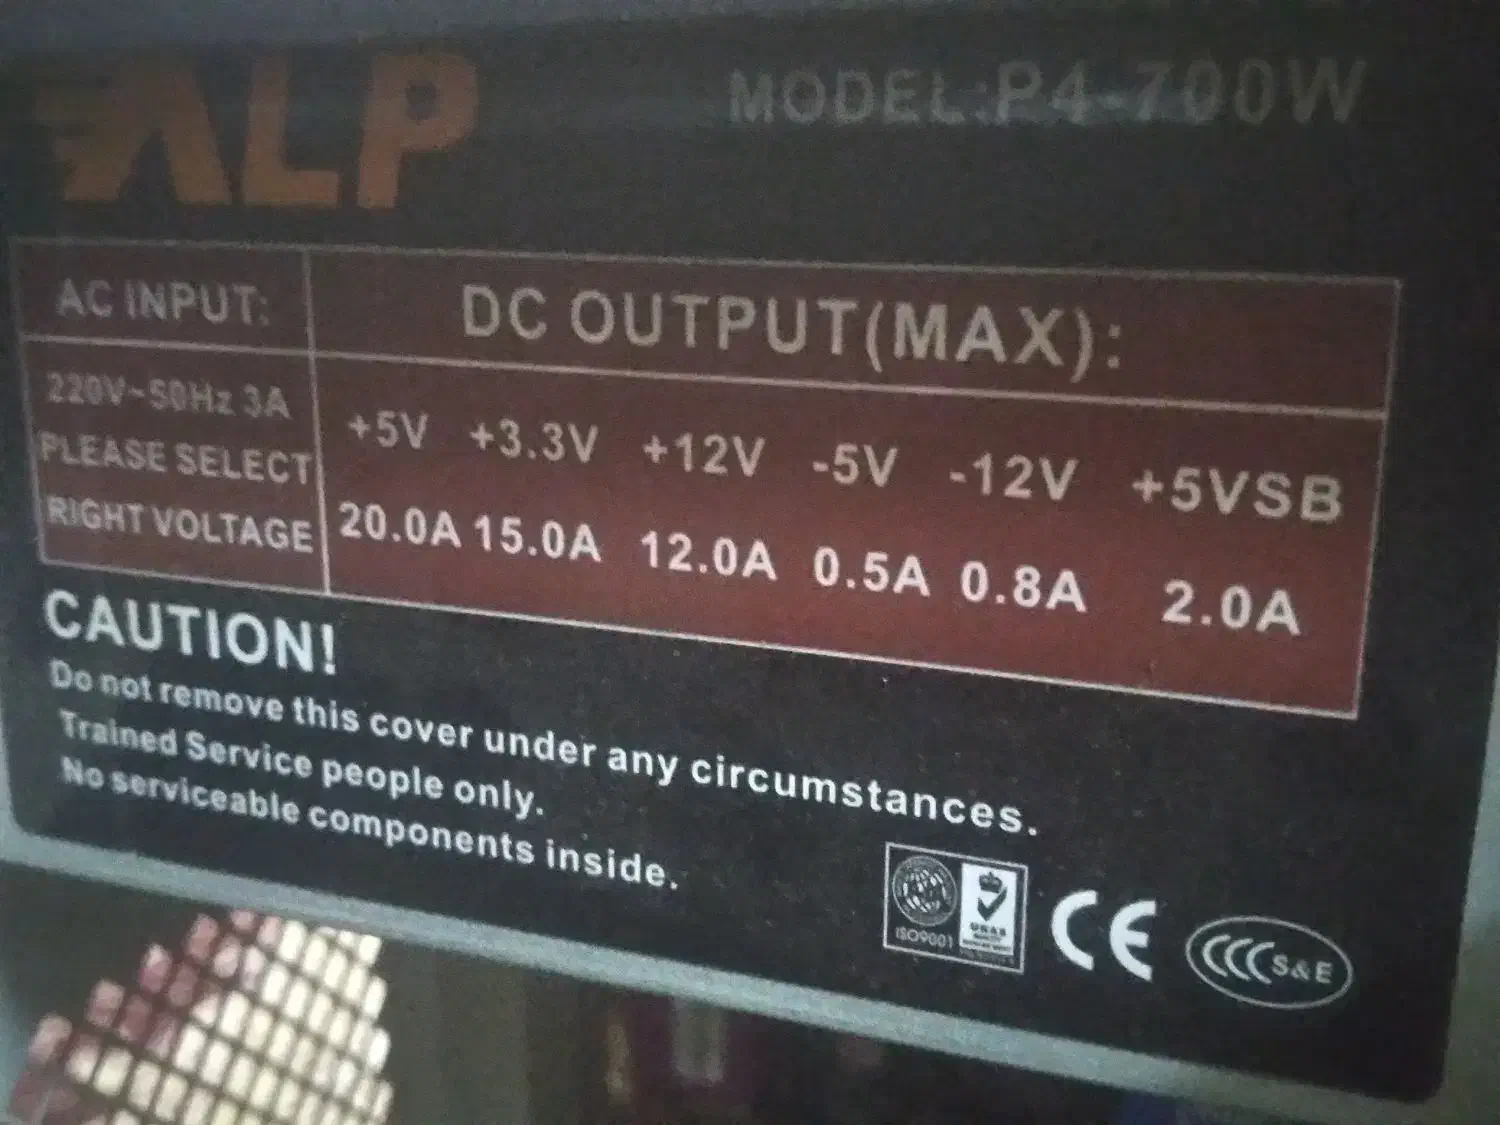 ALP
MODEL:P4-700W
AC INPUT:
220V~50Hz 3A
PLEASE SELECT
RIGHT VOLTAGE
DC OUTPUT(MAX):
+5V +3.3V +12V -5V -12V +5VSB
20.0A 15.0A 12.0A 0.5A 0.8A 2.0A
CAUTION!
Do not remove this cover under any circumstances.
Trained Service people only.
No serviceable components inside.
ISO9001
UKAS
CE
CCC S&E